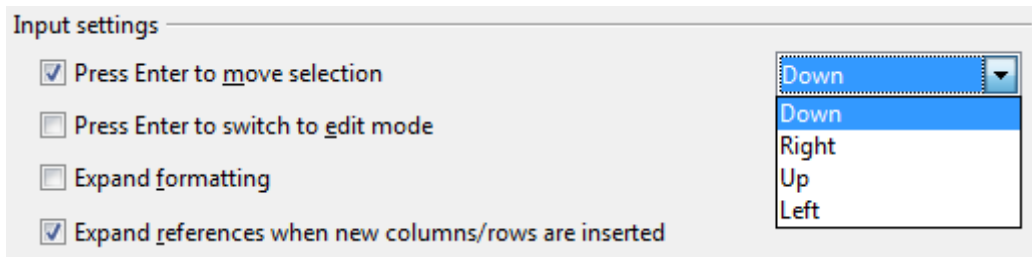 Input settings
Press Enter to move selection
Down
Down
Press Enter to switch to edit mode
Right
Expand formatting
Up
Left
Expand references when new columns/rows are inserted